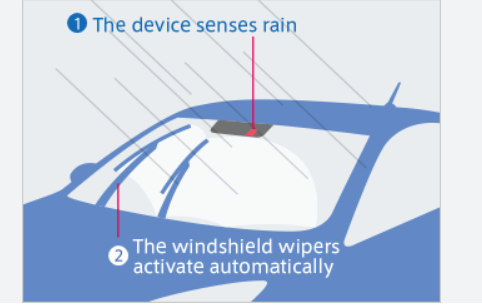 1 The device senses rain
2 The windshield wipers
activate automatically